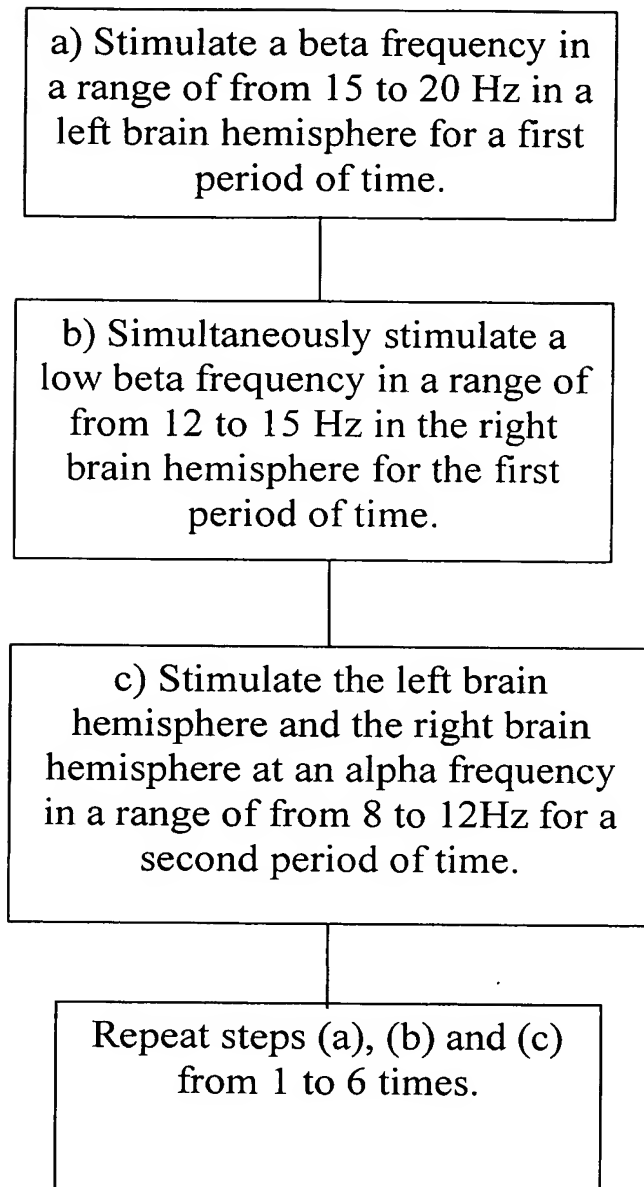 a) Stimulate a beta frequency in
a range of from 15 to 20 Hz in a
left brain hemisphere for a first
period of time.
b) Simultaneously stimulate a
low beta frequency in a range of
from 12 to 15 Hz in the right
brain hemisphere for the first
period of time.
c) Stimulate the left brain
hemisphere and the right brain
hemisphere at an alpha frequency
in a range of from 8 to 12Hz for a
second period of time.
Repeat steps (a), (b) and (c)
from 1 to 6 times.